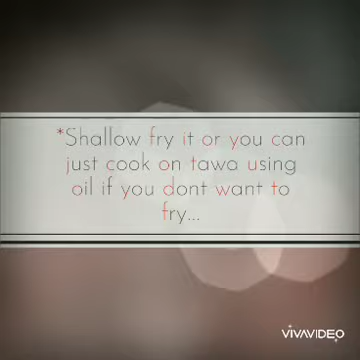 *Shallow fry it or you can
just cook on tawa using
oil if you dont want to
fry...
VIVAVIDEO